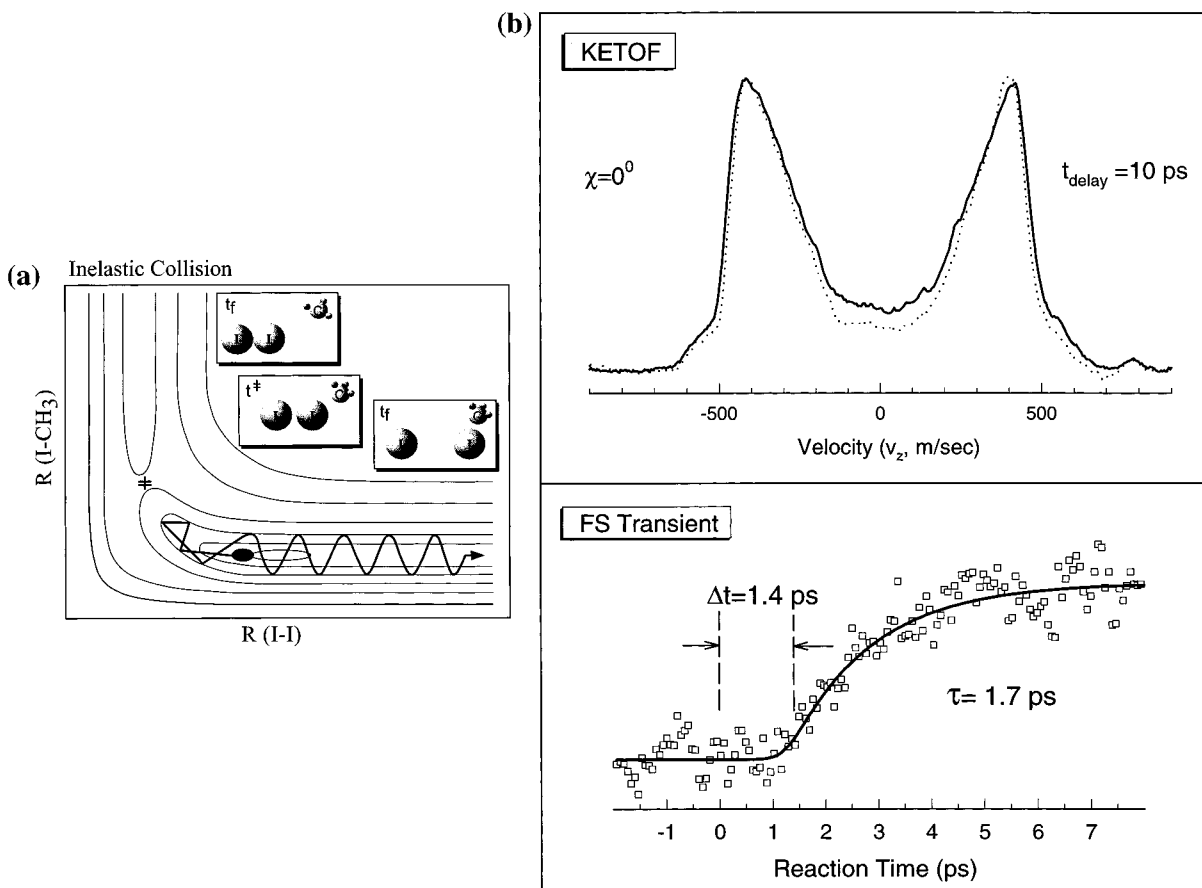 (a)
Inelastic Collision
t_f
I I C
t‡
I I C
t_f
I I C
‡
R (I-CH₃)
R (I-I)
(b)
KETOF
χ=0⁰
t_delay =10 ps
-500 0 500
Velocity (v_z, m/sec)
FS Transient
Δt=1.4 ps
τ= 1.7 ps
-1 0 1 2 3 4 5 6 7
Reaction Time (ps)